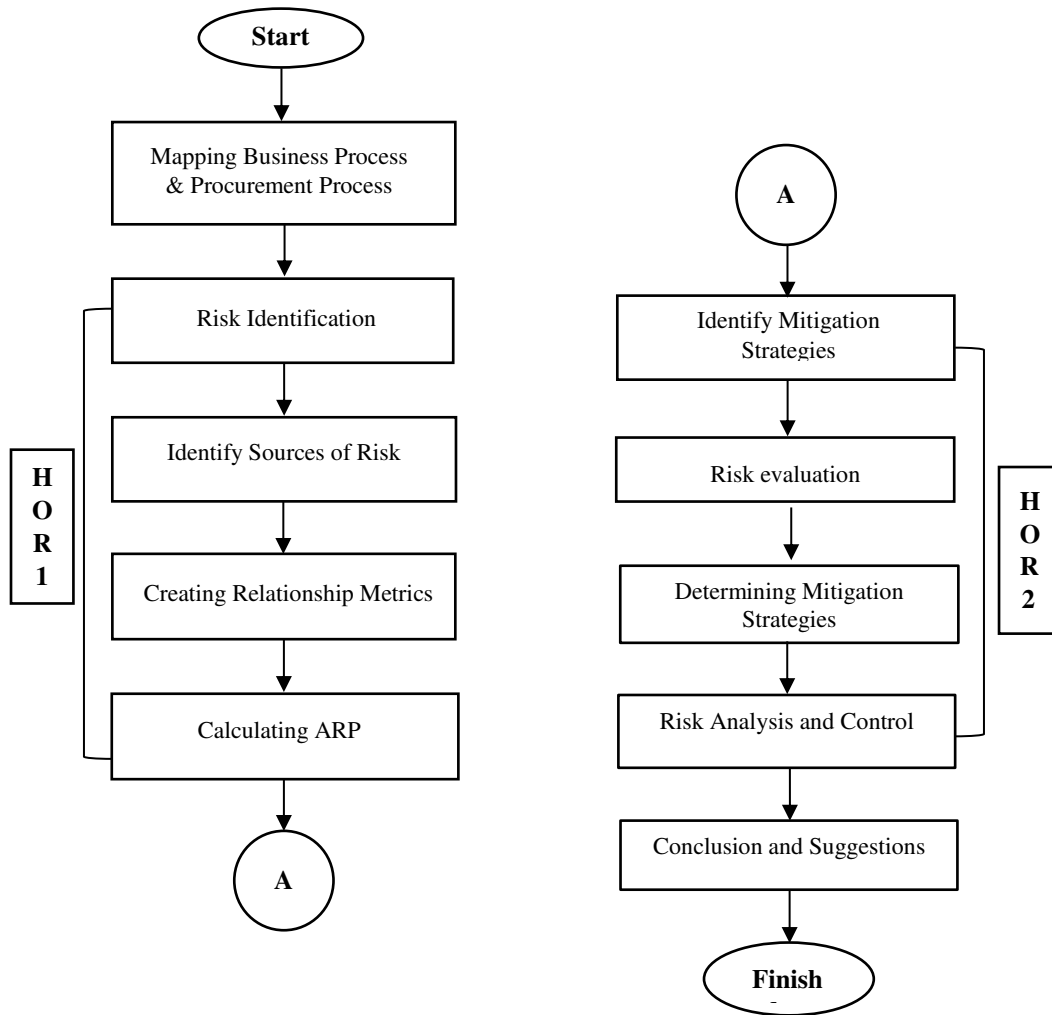 Start
Mapping Business Process
& Procurement Process
Risk Identification
Identify Sources of Risk
Creating Relationship Metrics
Calculating ARP
A
H
O
R
1
A
Identify Mitigation
Strategies
Risk evaluation
Determining Mitigation
Strategies
Risk Analysis and Control
Conclusion and Suggestions
Finish
H
O
R
2